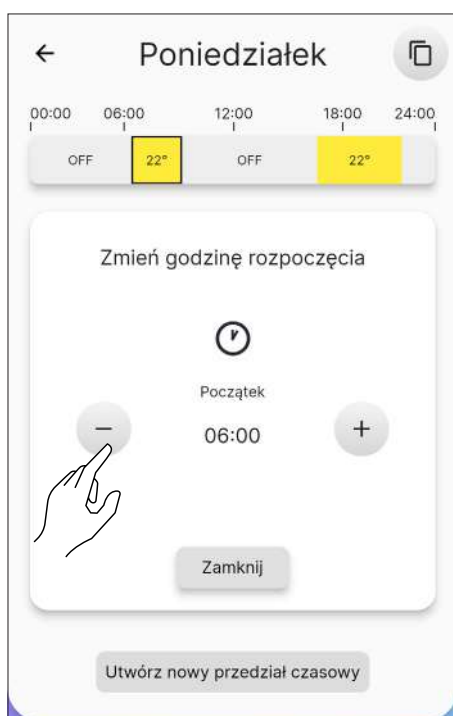 Poniedziałek
00:00 06:00 12:00 18:00 24:00
OFF 22° OFF 22°
Zmień godzinę rozpoczęcia
Początek
− 06:00 +
Zamknij
Utwórz nowy przedział czasowy